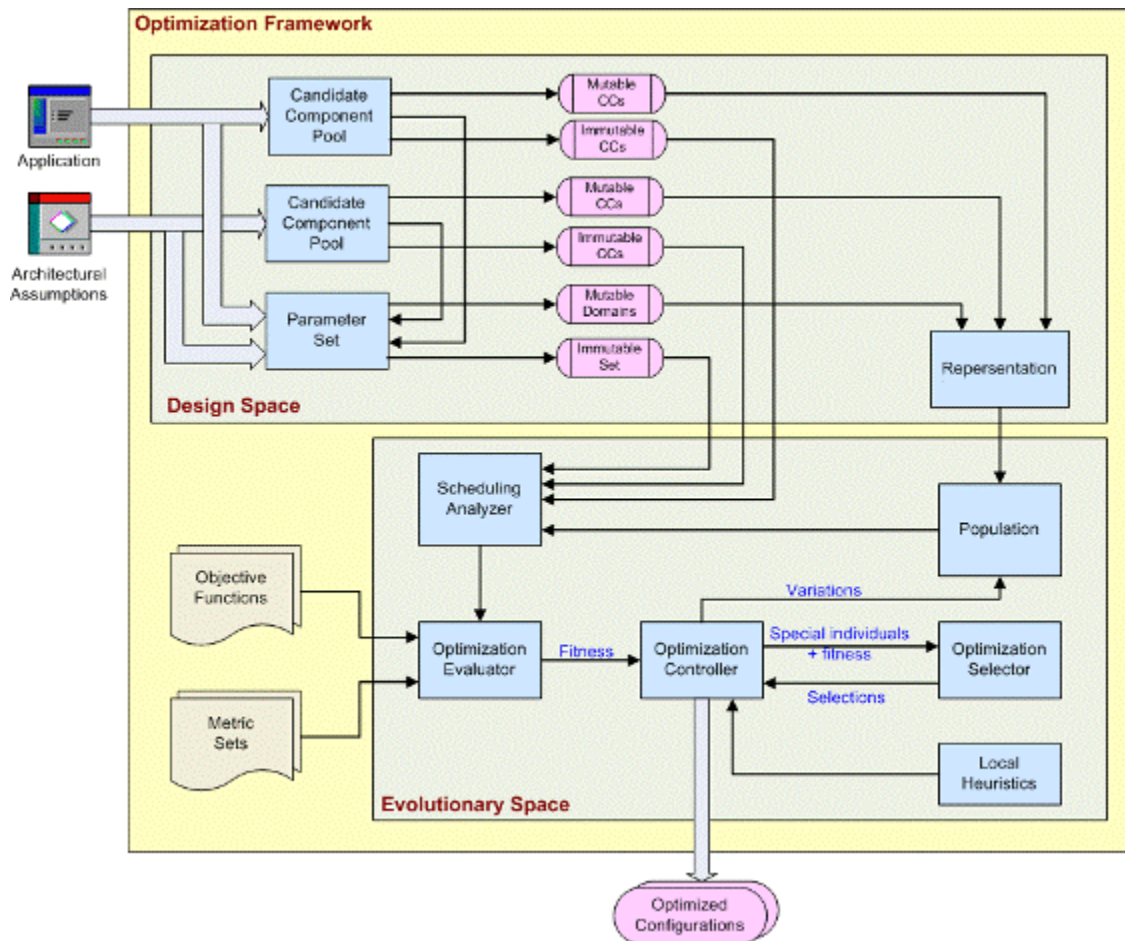 Optimization Framework
Application
Architectural
Assumptions
Candidate
Component
Pool
Candidate
Component
Pool
Parameter
Set
Mutable
CCs
Immutable
CCs
Mutable
CCs
Immutable
CCs
Mutable
Domains
Immutable
Set
Repersentation
Design Space
Scheduling
Analyzer
Population
Objective
Functions
Metric
Sets
Optimization
Evaluator
Fitness
Optimization
Controller
Variations
Special individuals
+ fitness
Selections
Optimization
Selector
Local
Heuristics
Evolutionary Space
Optimized
Configurations